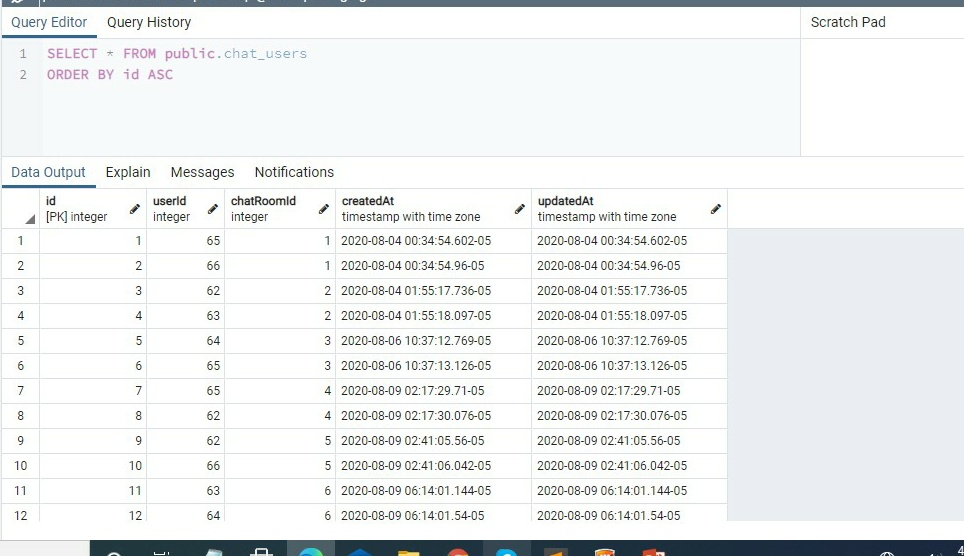 Query Editor Query History Scratch Pad
1 SELECT * FROM public.chat_users
2 ORDER BY id ASC
Data Output Explain Messages Notifications
id userId chatRoomId createdAt updatedAt
[PK] integer integer integer timestamp with time zone timestamp with time zone
1 1 65 1 2020-08-04 00:34:54.602-05 2020-08-04 00:34:54.602-05
2 2 66 1 2020-08-04 00:34:54.96-05 2020-08-04 00:34:54.96-05
3 3 62 2 2020-08-04 01:55:17.736-05 2020-08-04 01:55:17.736-05
4 4 63 2 2020-08-04 01:55:18.097-05 2020-08-04 01:55:18.097-05
5 5 64 3 2020-08-06 10:37:12.769-05 2020-08-06 10:37:12.769-05
6 6 65 3 2020-08-06 10:37:13.126-05 2020-08-06 10:37:13.126-05
7 7 65 4 2020-08-09 02:17:29.71-05 2020-08-09 02:17:29.71-05
8 8 62 4 2020-08-09 02:17:30.076-05 2020-08-09 02:17:30.076-05
9 9 62 5 2020-08-09 02:41:05.56-05 2020-08-09 02:41:05.56-05
10 10 66 5 2020-08-09 02:41:06.042-05 2020-08-09 02:41:06.042-05
11 11 63 6 2020-08-09 06:14:01.144-05 2020-08-09 06:14:01.144-05
12 12 64 6 2020-08-09 06:14:01.54-05 2020-08-09 06:14:01.54-05